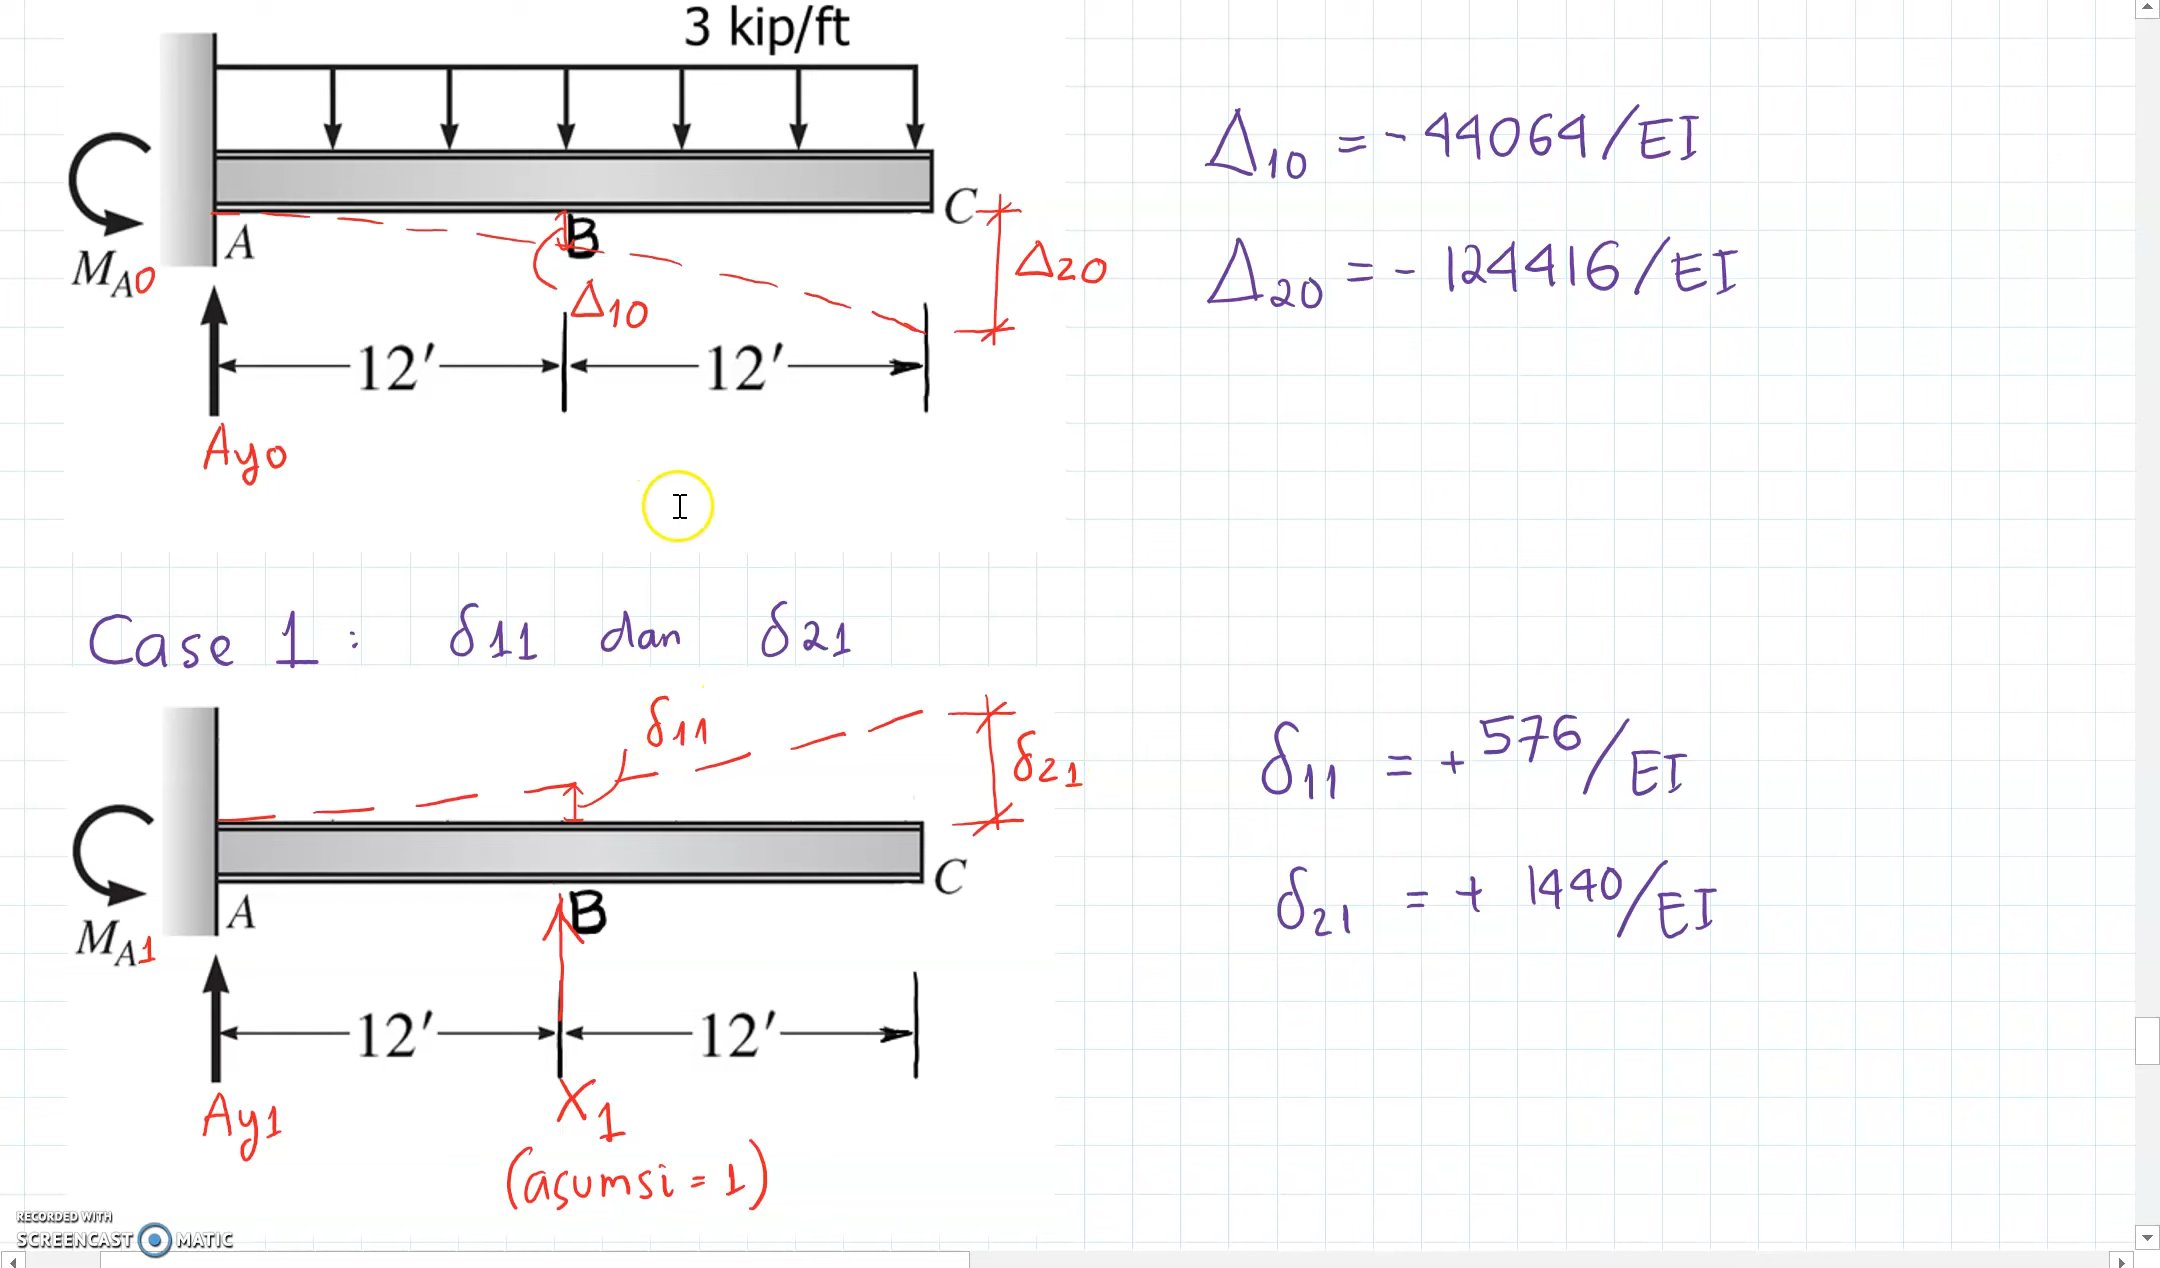 3 kip/ft
Δ10 = - 44064/EI
C
A
B
Δ20
Δ20 = - 124416/EI
MA0
Δ10
12′ 12′
Ay0
Case 1 : δ11 dan δ21
δ11
δ21
δ11 = + 576/EI
C
A
B
δ21 = + 1440/EI
MA1
12′ 12′
Ay1
X1
(asumsi = 1)
RECORDED WITH
SCREENCAST MATIC